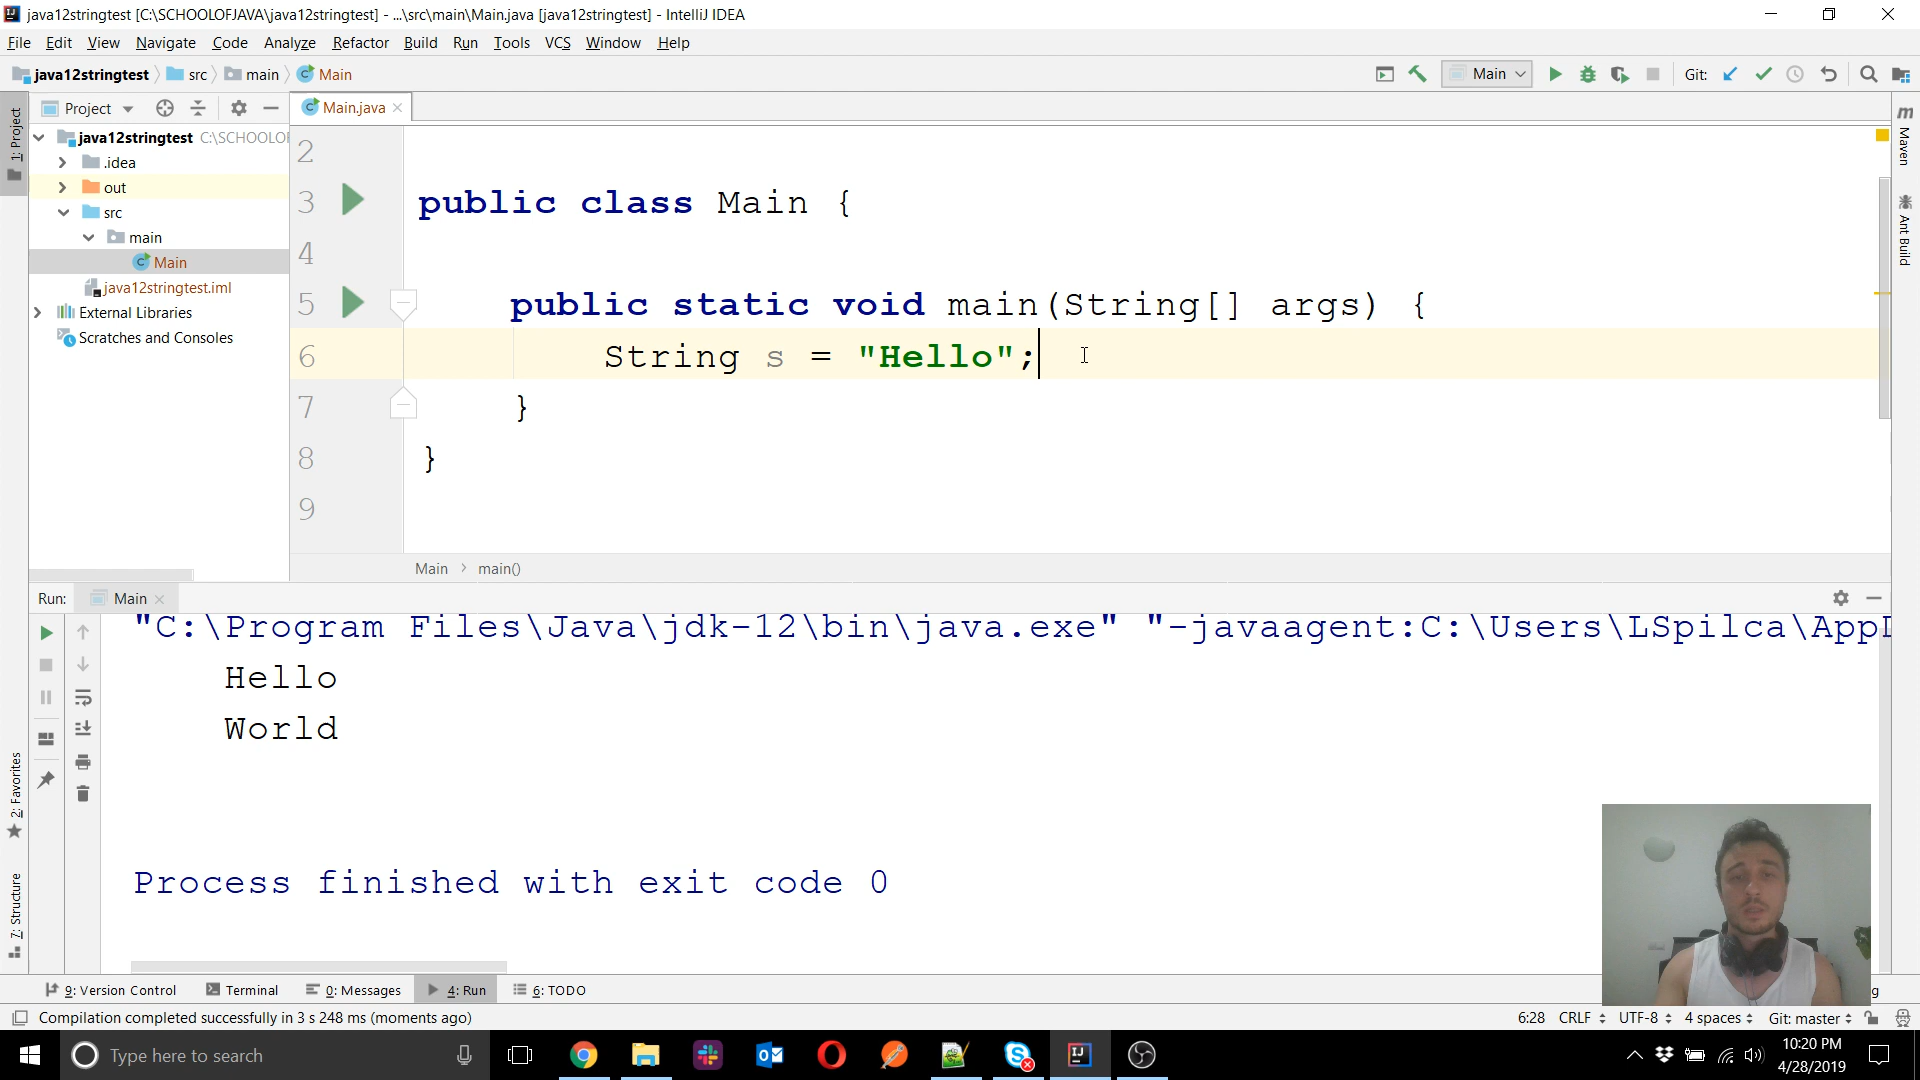 java12stringtest [C:\SCHOOLOFJAVA\java12stringtest] - ...\src\main\Main.java [java12stringtest] - IntelliJ IDEA
File Edit View Navigate Code Analyze Refactor Build Run Tools VCS Window Help
java12stringtest src main Main
Main Git:
Project
Main.java
1: Project
java12stringtest C:\SCHOOLOF
.idea
out
src
main
Main
java12stringtest.iml
External Libraries
Scratches and Consoles
2
3 public class Main {
4
5 public static void main(String[] args) {
6 String s = "Hello";
7 }
8 }
9
Main main()
Maven
Ant Build
Run: Main
"C:\Program Files\Java\jdk-12\bin\java.exe" "-javaagent:C:\Users\LSpilca\App
Hello
World
Process finished with exit code 0
2: Favorites
7: Structure
9: Version Control Terminal 0: Messages 4: Run 6: TODO
Compilation completed successfully in 3 s 248 ms (moments ago)
6:28 CRLF UTF-8 4 spaces Git: master
Type here to search
10:20 PM
4/28/2019